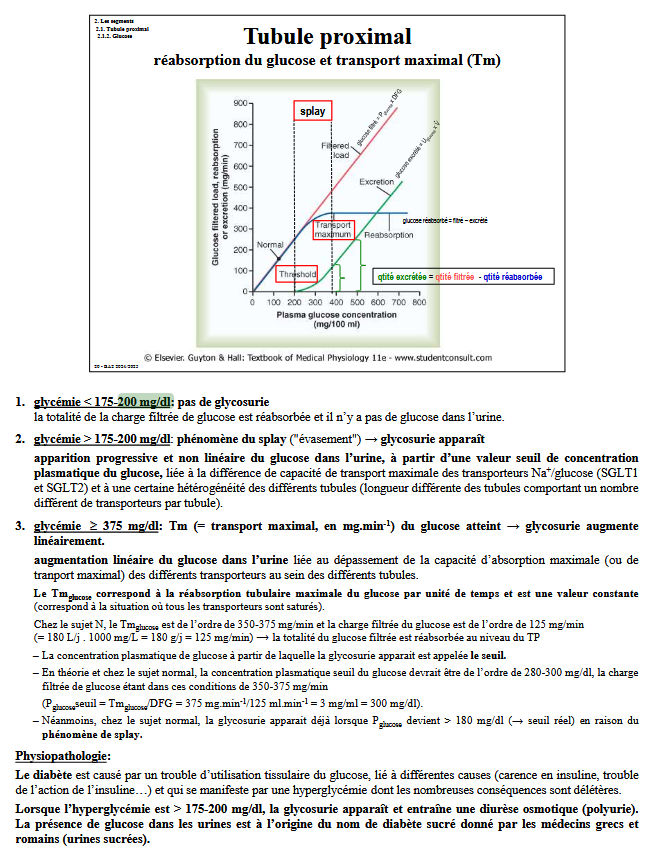 2. Les segments
2.1. Tubule proximal
2.1.2. Glucose
Tubule proximal
réabsorption du glucose et transport maximal (Tm)
Glucose filtered load, reabsorption
or excretion (mg/min)
900
800
700
600
500
400
300
200
100
0
splay
Filtered
load
glucose filtré = Pglucose x DFG
Excretion
glucose excrété = Uglucose x V̇
glucose réabsorbé = filtré – excrété
Transport
maximum
Reabsorption
Normal
Threshold
qtité excrétée = qtité filtrée - qtité réabsorbée
0 100 200 300 400 500 600 700 800
Plasma glucose concentration
(mg/100 ml)
© Elsevier. Guyton & Hall: Textbook of Medical Physiology 11e - www.studentconsult.com
1. glycémie < 175-200 mg/dl: pas de glycosurie
la totalité de la charge filtrée de glucose est réabsorbée et il n’y a pas de glucose dans l’urine.
2. glycémie > 175-200 mg/dl: phénomène du splay ("évasement") → glycosurie apparaît
apparition progressive et non linéaire du glucose dans l’urine, à partir d’une valeur seuil de concentration
plasmatique du glucose, liée à la différence de capacité de transport maximale des transporteurs Na⁺/glucose (SGLT1
et SGLT2) et à une certaine hétérogénéité des différents tubules (longueur différente des tubules comportant un nombre
différent de transporteurs par tubule).
3. glycémie ≥ 375 mg/dl: Tm (= transport maximal, en mg.min⁻¹) du glucose atteint → glycosurie augmente
linéairement.
augmentation linéaire du glucose dans l’urine liée au dépassement de la capacité d’absorption maximale (ou de
tranport maximal) des différents transporteurs au sein des différents tubules.
Le Tmglucose correspond à la réabsorption tubulaire maximale du glucose par unité de temps et est une valeur constante
(correspond à la situation où tous les transporteurs sont saturés).
Chez le sujet N, le Tmglucose est de l’ordre de 350-375 mg/min et la charge filtrée du glucose est de l’ordre de 125 mg/min
(= 180 L/j . 1000 mg/L = 180 g/j = 125 mg/min) → la totalité du glucose filtrée est réabsorbée au niveau du TP
– La concentration plasmatique de glucose à partir de laquelle la glycosurie apparait est appelée le seuil.
– En théorie et chez le sujet normal, la concentration plasmatique seuil du glucose devrait être de l’ordre de 280-300 mg/dl, la charge
filtrée de glucose étant dans ces conditions de 350-375 mg/min
(Pglucoseseuil = Tmglucose/DFG = 375 mg.min⁻¹/125 ml.min⁻¹ = 3 mg/ml = 300 mg/dl).
– Néanmoins, chez le sujet normal, la glycosurie apparait déjà lorsque Pglucose devient > 180 mg/dl (→ seuil réel) en raison du
phénomène de splay.
Physiopathologie:
Le diabète est causé par un trouble d’utilisation tissulaire du glucose, lié à différentes causes (carence en insuline, trouble
de l’action de l’insuline…) et qui se manifeste par une hyperglycémie dont les nombreuses conséquences sont délétères.
Lorsque l’hyperglycémie est > 175-200 mg/dl, la glycosurie apparaît et entraîne une diurèse osmotique (polyurie).
La présence de glucose dans les urines est à l’origine du nom de diabète sucré donné par les médecins grecs et
romains (urines sucrées).